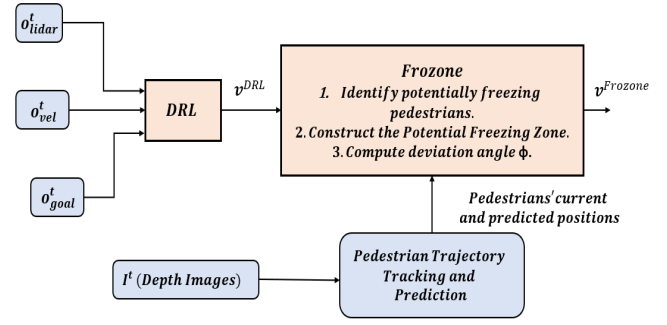 o^t_lidar
o^t_vel
o^t_goal
DRL
v^DRL
Frozone
1. Identify potentially freezing
pedestrians.
2. Construct the Potential Freezing Zone.
3. Compute deviation angle ϕ.
v^Frozone
Pedestrians' current
and predicted positions
I^t (Depth Images)
Pedestrian Trajectory
Tracking and
Prediction